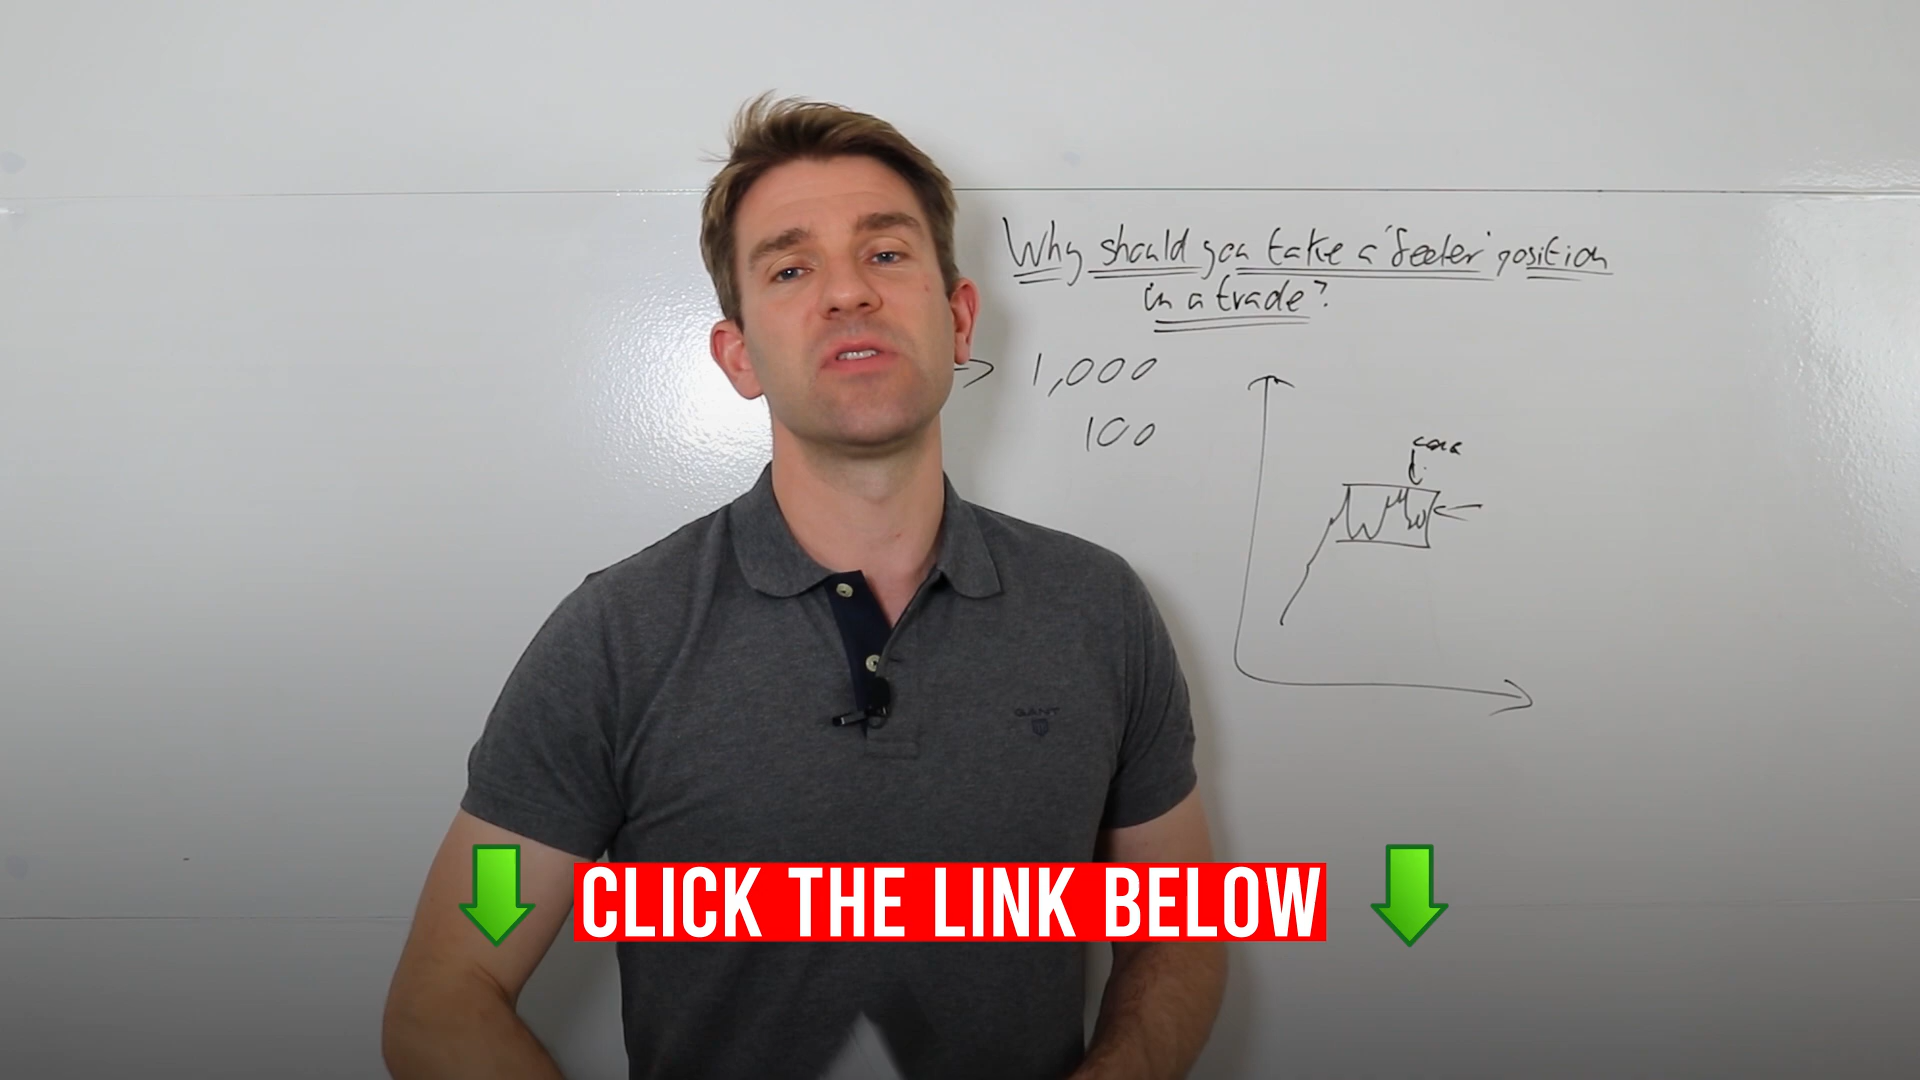 Why should you take a 'feeler' position
in a trade?
1,000
100
GANT
CLICK THE LINK BELOW